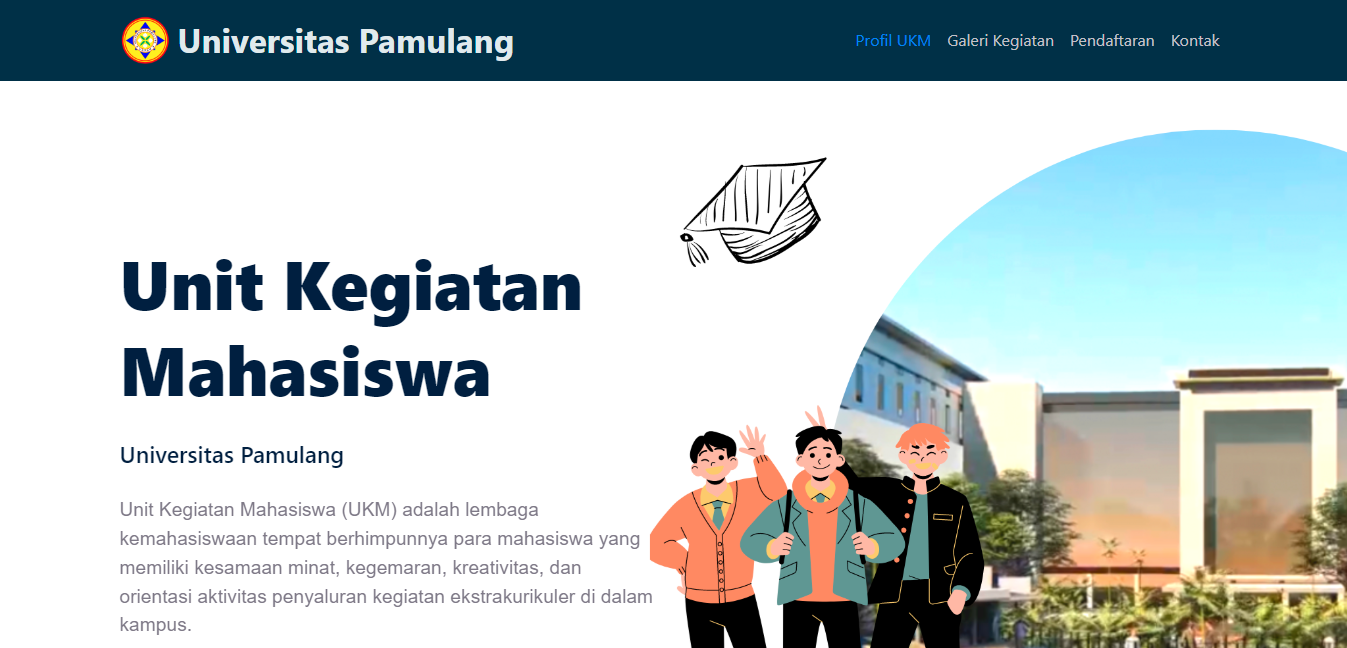 Universitas Pamulang
Profil UKM Galeri Kegiatan Pendaftaran Kontak
Unit Kegiatan
Mahasiswa
Universitas Pamulang
Unit Kegiatan Mahasiswa (UKM) adalah lembaga
kemahasiswaan tempat berhimpunnya para mahasiswa yang
memiliki kesamaan minat, kegemaran, kreativitas, dan
orientasi aktivitas penyaluran kegiatan ekstrakurikuler di dalam
kampus.